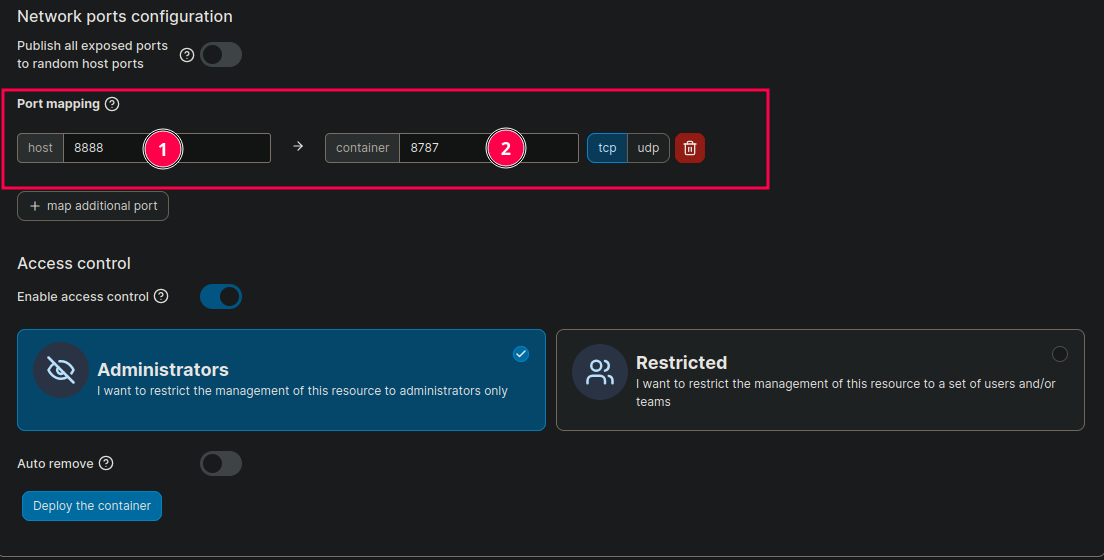 Network ports configuration
Publish all exposed ports
to random host ports
?
Port mapping ?
host 8888 1 → container 8787 2 tcp udp
+ map additional port
Access control
Enable access control ?
Administrators
I want to restrict the management of this resource to administrators only
Restricted
I want to restrict the management of this resource to a set of users and/or
teams
Auto remove ?
Deploy the container